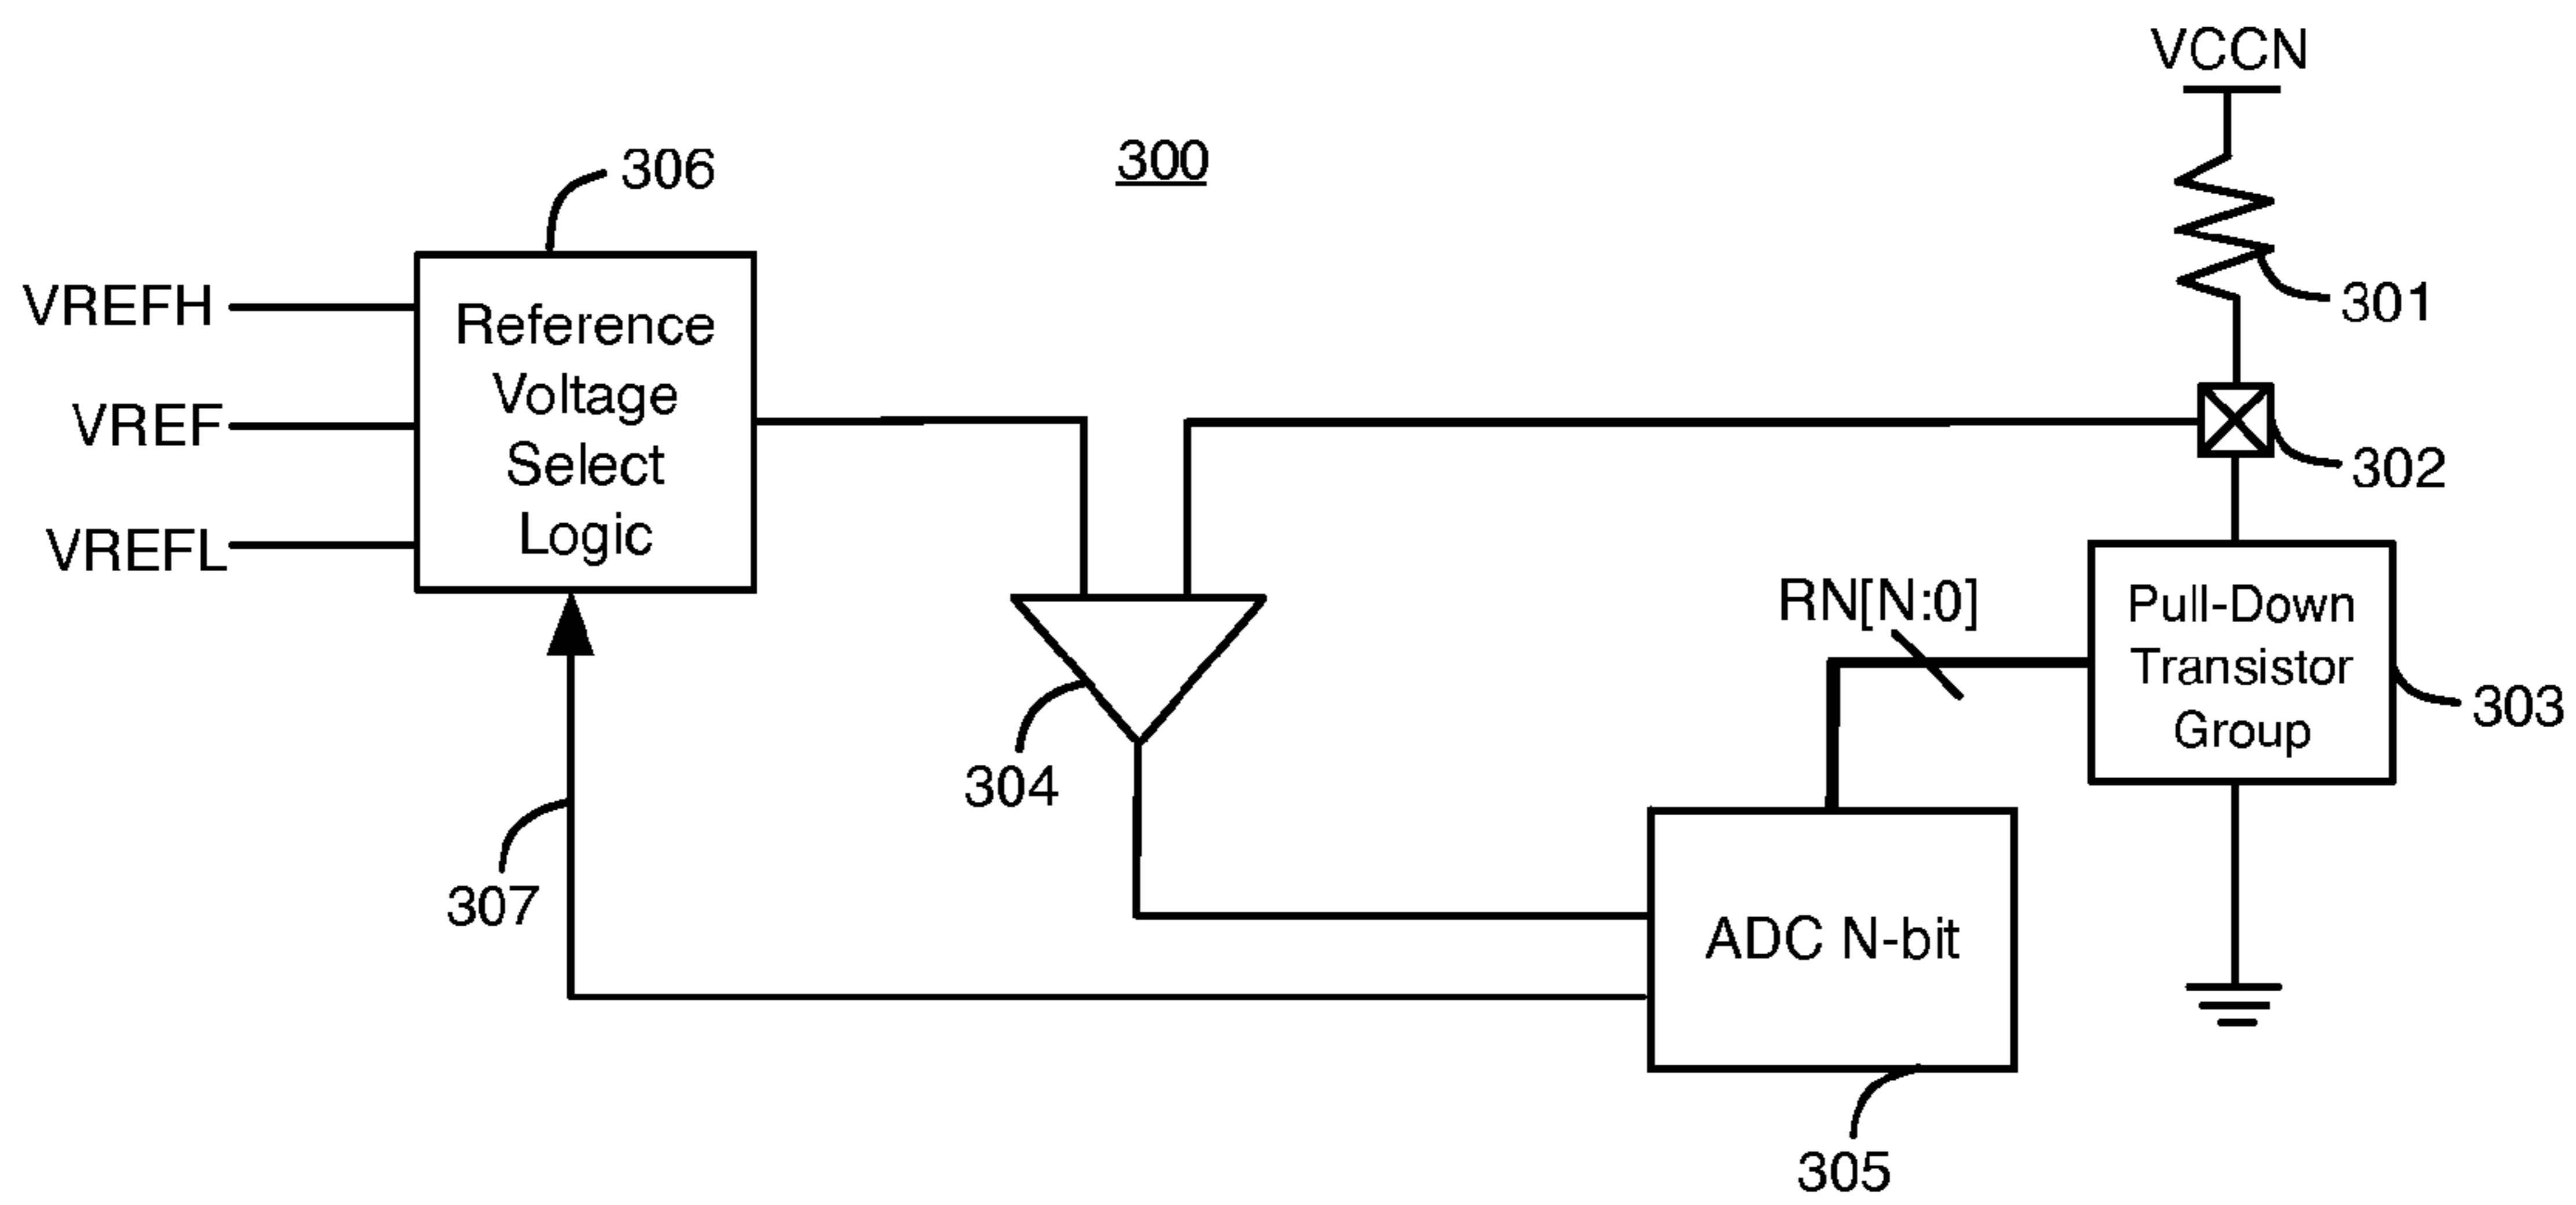 VCCN
300
306
VREFH
VREF
VREFL
Reference
Voltage
Select
Logic
301
302
RN[N:0]
Pull-Down
Transistor
Group
303
304
307
ADC N-bit
305